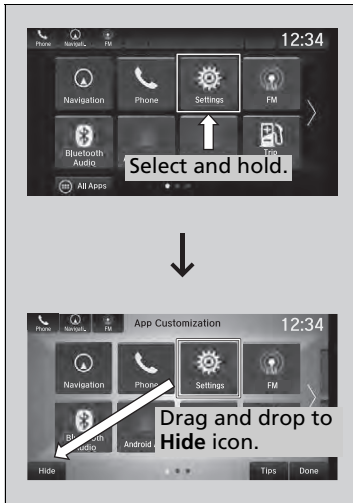 Phone Navigati.. FM 12:34
Navigation Phone Settings FM
Bluetooth Audio Trip
Select and hold.
All Apps
Phone Navigati.. FM App Customization 12:34
Navigation Phone Settings FM
Android
Audio
Drag and drop to
Hide icon.
Hide Tips Done